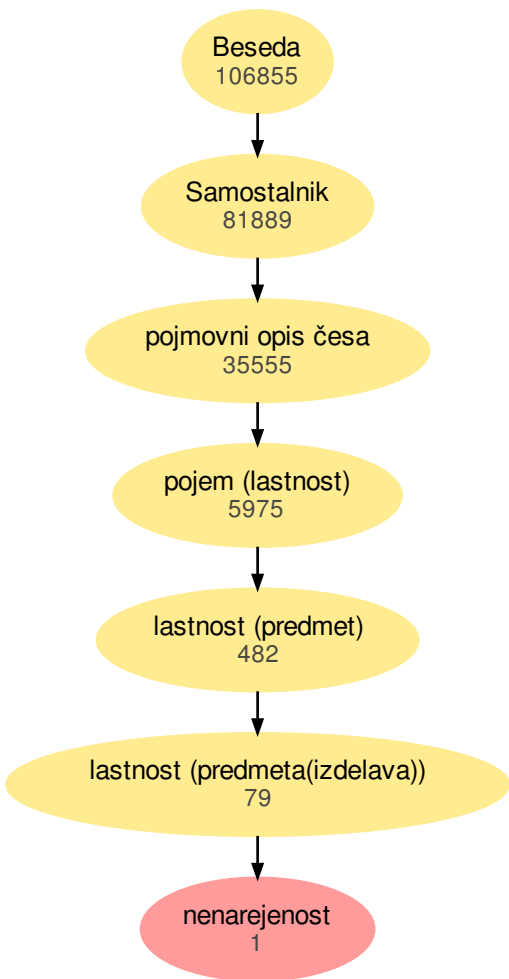 Beseda
106855
Samostalnik
81889
pojmovni opis česa
35555
pojem (lastnost)
5975
lastnost (predmet)
482
lastnost (predmeta(izdelava))
79
nenarejenost
1